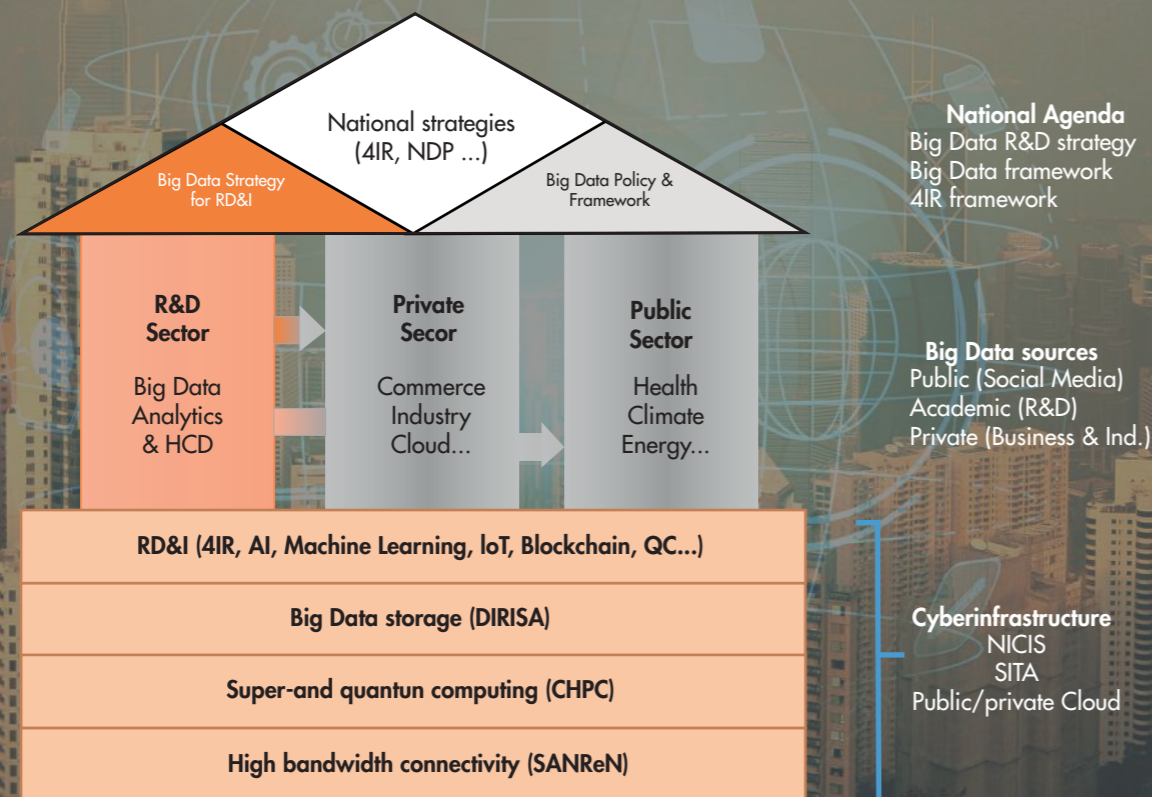 National strategies
(4IR, NDP ...)
Big Data Strategy
for RD&I
Big Data Policy &
Framework
National Agenda
Big Data R&D strategy
Big Data framework
4IR framework
R&D
Sector
Big Data
Analytics
& HCD
Private
Secor
Commerce
Industry
Cloud...
Public
Sector
Health
Climate
Energy...
Big Data sources
Public (Social Media)
Academic (R&D)
Private (Business & Ind.)
RD&I (4IR, AI, Machine Learning, loT, Blockchain, QC...)
Big Data storage (DIRISA)
Super-and quantun computing (CHPC)
High bandwidth connectivity (SANReN)
Cyberinfrastructure
NICIS
SITA
Public/private Cloud